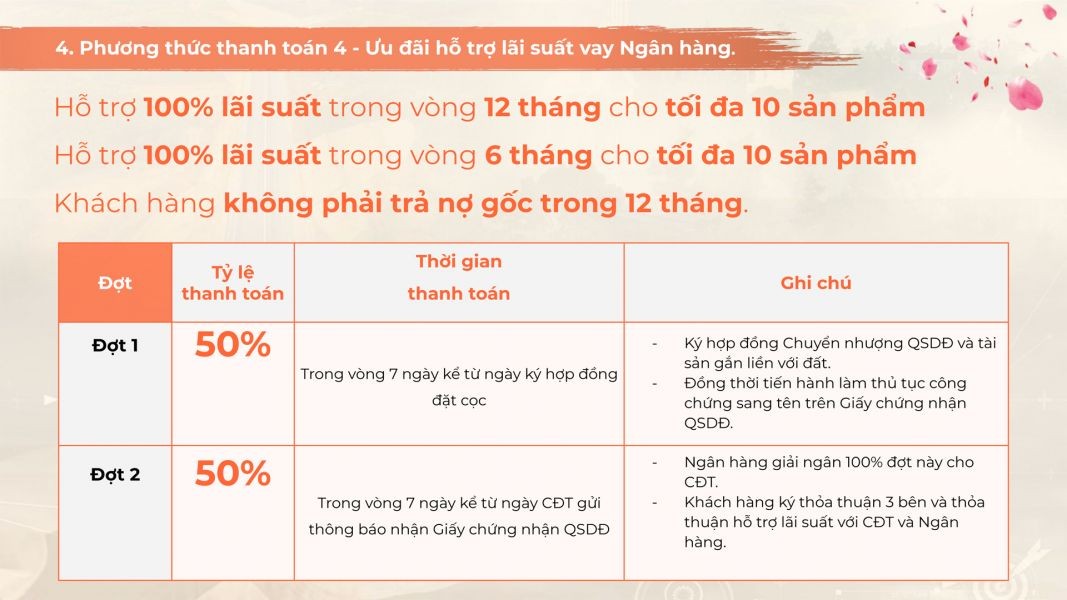 4. Phương thức thanh toán 4 - Ưu đãi hỗ trợ lãi suất vay Ngân hàng.
Hỗ trợ 100% lãi suất trong vòng 12 tháng cho tối đa 10 sản phẩm
Hỗ trợ 100% lãi suất trong vòng 6 tháng cho tối đa 10 sản phẩm
Khách hàng không phải trả nợ gốc trong 12 tháng.
Đợt
Tỷ lệ
thanh toán
Thời gian
thanh toán
Ghi chú
Đợt 1
50%
Trong vòng 7 ngày kể từ ngày ký hợp đồng
đặt cọc
- Ký hợp đồng Chuyển nhượng QSDĐ và tài
sản gắn liền với đất.
- Đồng thời tiến hành làm thủ tục công
chứng sang tên trên Giấy chứng nhận
QSDĐ.
Đợt 2
50%
Trong vòng 7 ngày kể từ ngày CĐT gửi
thông báo nhận Giấy chứng nhận QSDĐ
- Ngân hàng giải ngân 100% đợt này cho
CĐT.
- Khách hàng ký thỏa thuận 3 bên và thỏa
thuận hỗ trợ lãi suất với CĐT và Ngân
hàng.